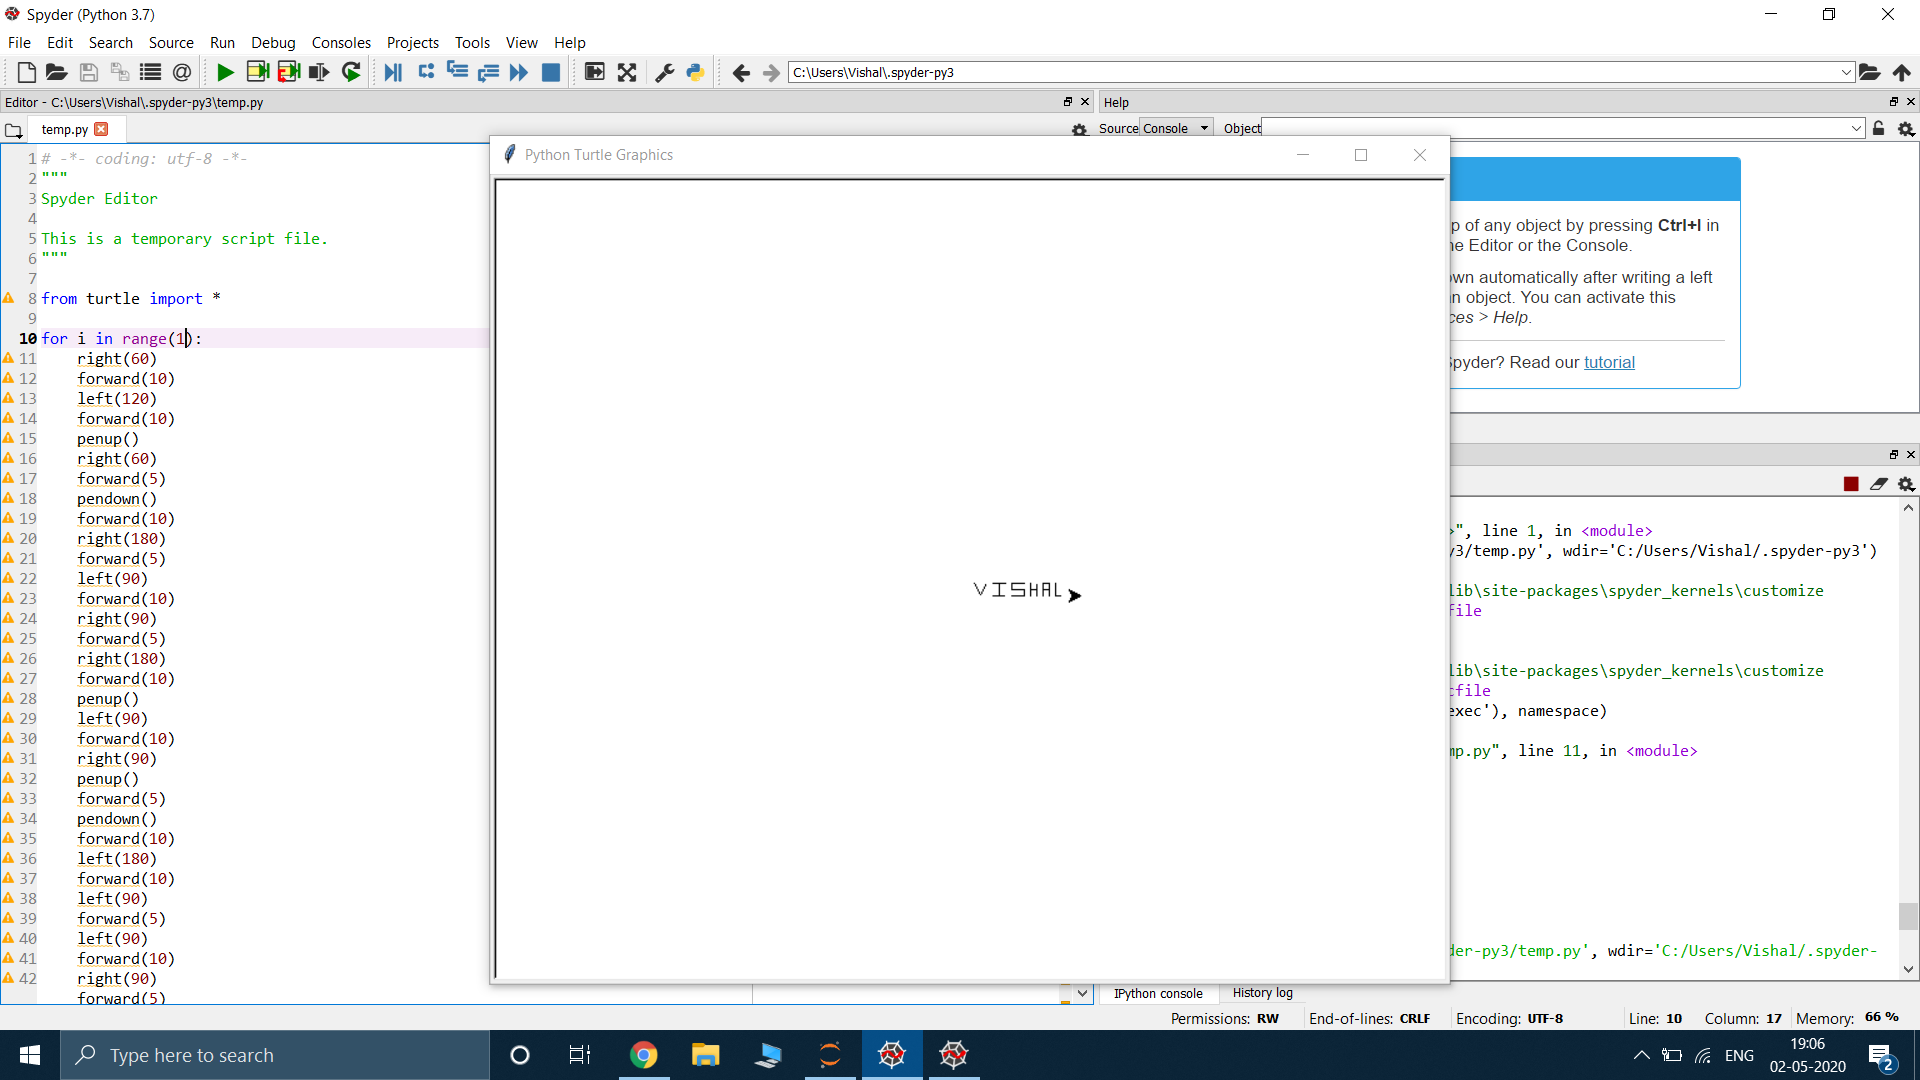 Spyder (Python 3.7)
File Edit Search Source Run Debug Consoles Projects Tools View Help
C:\Users\Vishal\.spyder-py3
Editor - C:\Users\Vishal\.spyder-py3\temp.py
temp.py
1 # -*- coding: utf-8 -*-
2 """
3 Spyder Editor
4
5 This is a temporary script file.
6 """
7
8 from turtle import *
9
10 for i in range(1):
11 right(60)
12 forward(10)
13 left(120)
14 forward(10)
15 penup()
16 right(60)
17 forward(5)
18 pendown()
19 forward(10)
20 right(180)
21 forward(5)
22 left(90)
23 forward(10)
24 right(90)
25 forward(5)
26 right(180)
27 forward(10)
28 penup()
29 left(90)
30 forward(10)
31 right(90)
32 penup()
33 forward(5)
34 pendown()
35 forward(10)
36 left(180)
37 forward(10)
38 left(90)
39 forward(5)
40 left(90)
41 forward(10)
42 right(90)
forward(5)
Python Turtle Graphics
VISHAL
Help
Source Console Object
p of any object by pressing Ctrl+I in
ne Editor or the Console.
own automatically after writing a left
n object. You can activate this
ces > Help.
Spyder? Read our tutorial
>", line 1, in <module>
y3/temp.py', wdir='C:/Users/Vishal/.spyder-py3')
lib\site-packages\spyder_kernels\customize
file
lib\site-packages\spyder_kernels\customize
cfile
exec'), namespace)
mp.py", line 11, in <module>
der-py3/temp.py', wdir='C:/Users/Vishal/.spyder-
IPython console History log
Permissions: RW End-of-lines: CRLF Encoding: UTF-8 Line: 10 Column: 17 Memory: 66 %
Type here to search
ENG
19:06
02-05-2020
2